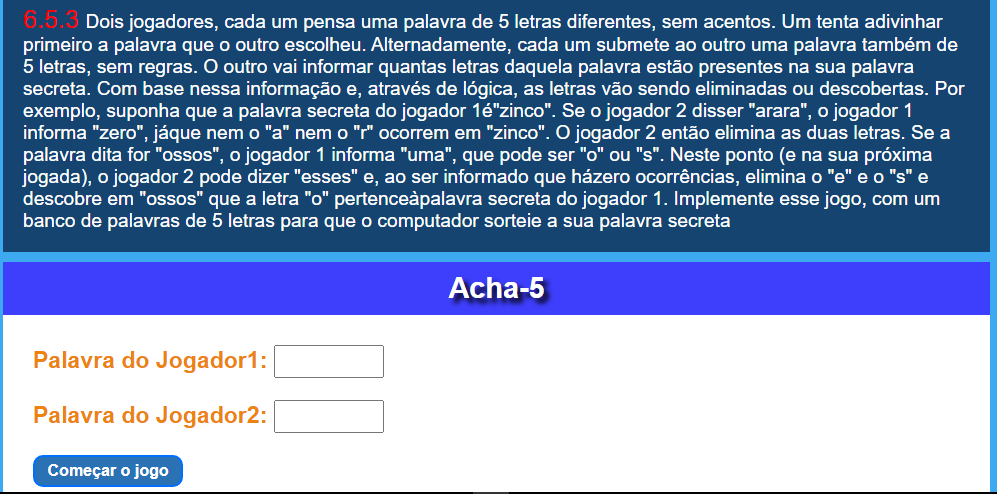 6.5.3 Dois jogadores, cada um pensa uma palavra de 5 letras diferentes, sem acentos. Um tenta adivinhar
primeiro a palavra que o outro escolheu. Alternadamente, cada um submete ao outro uma palavra também de
5 letras, sem regras. O outro vai informar quantas letras daquela palavra estão presentes na sua palavra
secreta. Com base nessa informação e, através de lógica, as letras vão sendo eliminadas ou descobertas. Por
exemplo, suponha que a palavra secreta do jogador 1é"zinco". Se o jogador 2 disser "arara", o jogador 1
informa "zero", jáque nem o "a" nem o "r" ocorrem em "zinco". O jogador 2 então elimina as duas letras. Se a
palavra dita for "ossos", o jogador 1 informa "uma", que pode ser "o" ou "s". Neste ponto (e na sua próxima
jogada), o jogador 2 pode dizer "esses" e, ao ser informado que házero ocorrências, elimina o "e" e o "s" e
descobre em "ossos" que a letra "o" pertenceàpalavra secreta do jogador 1. Implemente esse jogo, com um
banco de palavras de 5 letras para que o computador sorteie a sua palavra secreta
Acha-5
Palavra do Jogador1:
Palavra do Jogador2:
Começar o jogo